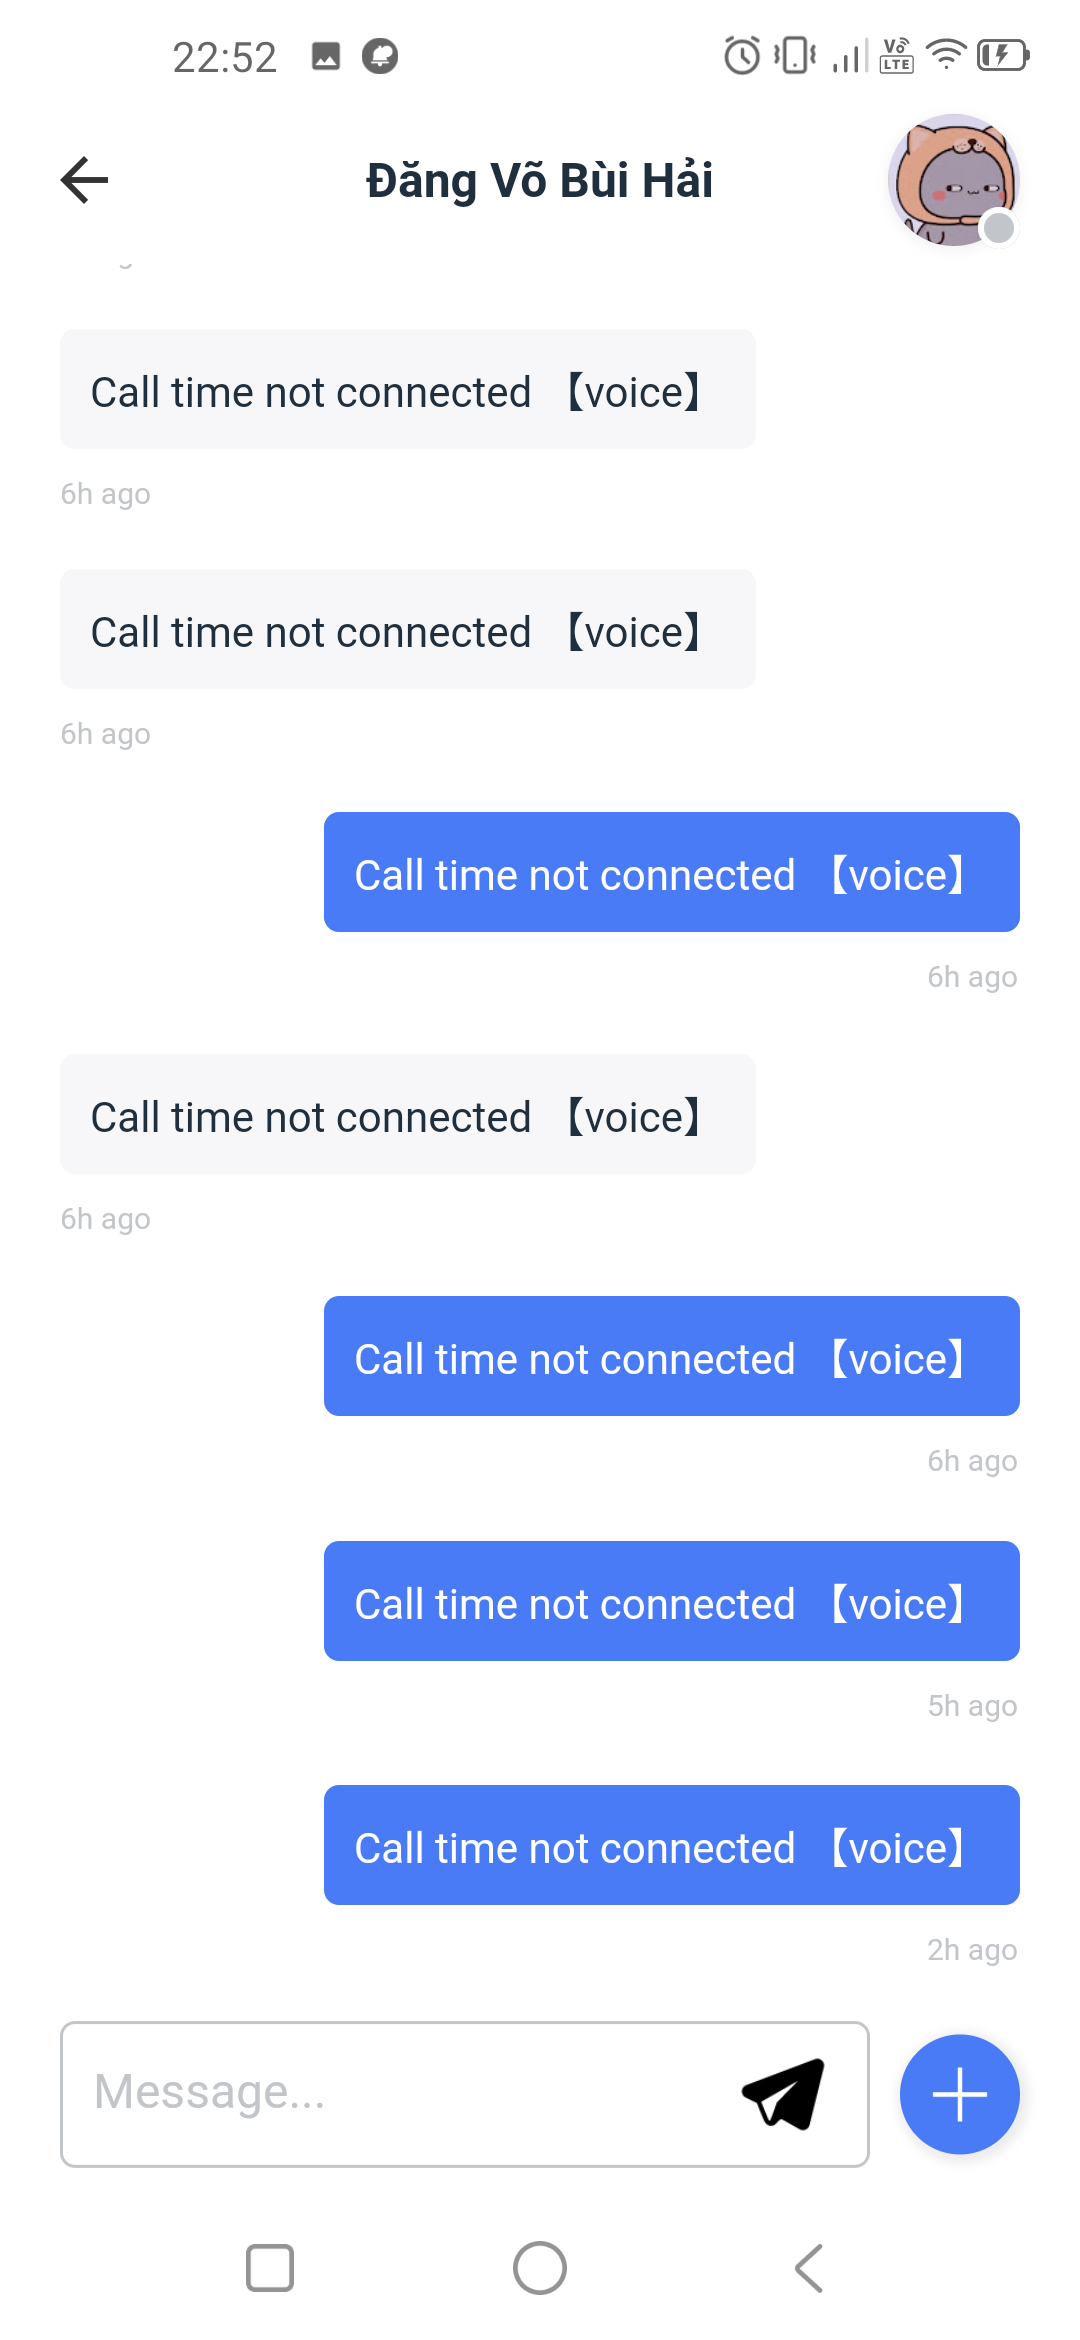 22:52
Vo
LTE
Đăng Võ Bùi Hải
Call time not connected 【voice】
6h ago
Call time not connected 【voice】
6h ago
Call time not connected 【voice】
6h ago
Call time not connected 【voice】
6h ago
Call time not connected 【voice】
6h ago
Call time not connected 【voice】
5h ago
Call time not connected 【voice】
2h ago
Message...